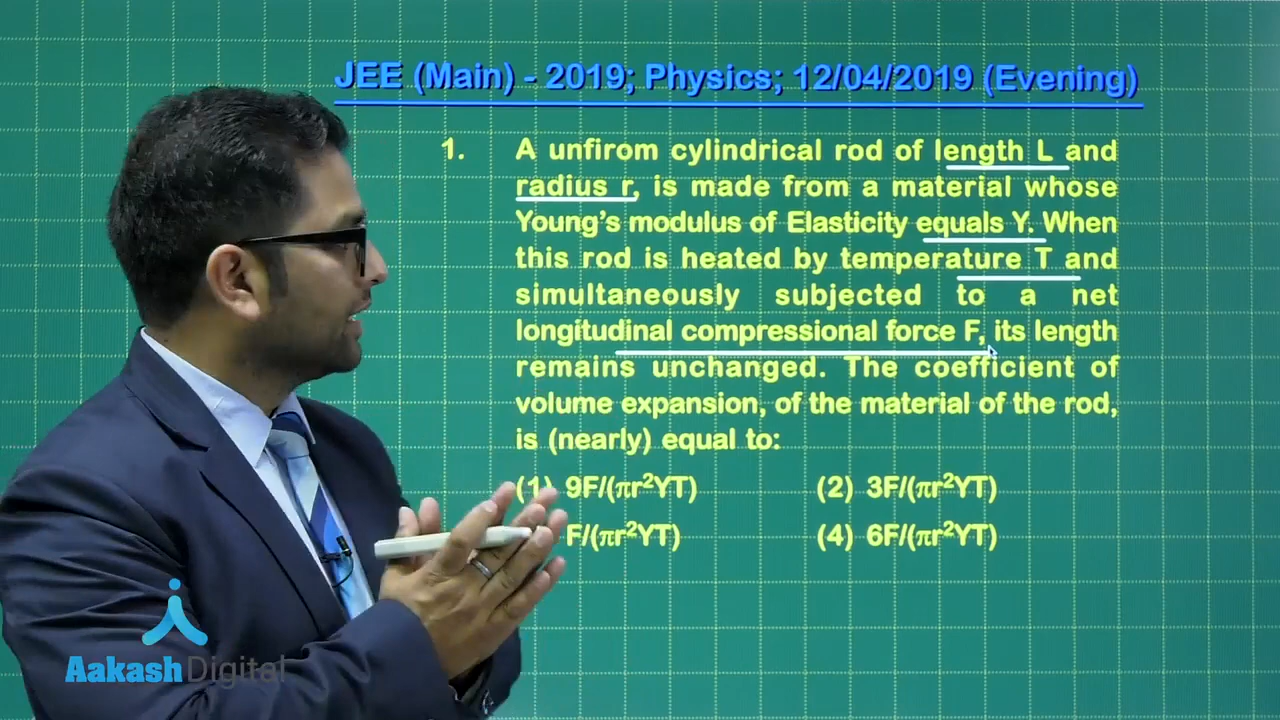 JEE (Main) - 2019; Physics; 12/04/2019 (Evening)
1. A unfirom cylindrical rod of length L and
radius r, is made from a material whose
Young's modulus of Elasticity equals Y. When
this rod is heated by temperature T and
simultaneously subjected to a net
longitudinal compressional force F, its length
remains unchanged. The coefficient of
volume expansion, of the material of the rod,
is (nearly) equal to:
(1) 9F/(πr²YT) (2) 3F/(πr²YT)
F/(πr²YT) (4) 6F/(πr²YT)
Aakash Digital